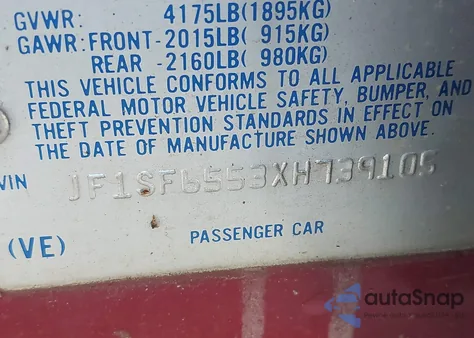 GVWR: 4175LB(1895KG)
GAWR:FRONT-2015LB( 915KG)
REAR -2160LB( 980KG)
THIS VEHICLE CONFORMS TO ALL APPLICABLE
FEDERAL MOTOR VEHICLE SAFETY, BUMPER, AND
THEFT PREVENTION STANDARDS IN EFFECT ON
THE DATE OF MANUFACTURE SHOWN ABOVE.
VIN JF1SF6553XH739105
(VE) PASSENGER CAR
autoSnap